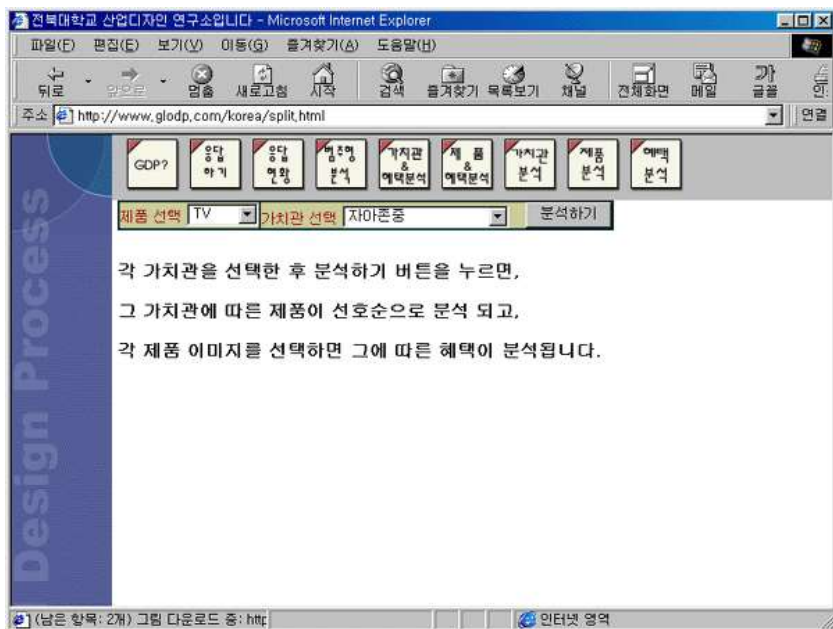 전북대학교 산업디자인 연구소입니다 - Microsoft Internet Explorer
파일(F) 편집(E) 보기(V) 이동(G) 즐겨찾기(A) 도움말(H)
뒤로 앞으로 멈춤 새로고침 시작 검색 즐겨찾기 목록보기 채널 전체화면 메일 글꼴
주소 http://www.glodp.com/korea/split.html 연결
GDP? 응답하기 응답현황 범주형분석 가치관&혜택분석 제품&혜택분석 가치관분석 제품분석 혜택분석
제품 선택 TV 가치관 선택 자아존중 분석하기
각 가치관을 선택한 후 분석하기 버튼을 누르면,
그 가치관에 따른 제품이 선호순으로 분석 되고,
각 제품 이미지를 선택하면 그에 따른 혜택이 분석됩니다.
Design Process
(남은 항목: 2개) 그림 다운로드 중: http 인터넷 영역